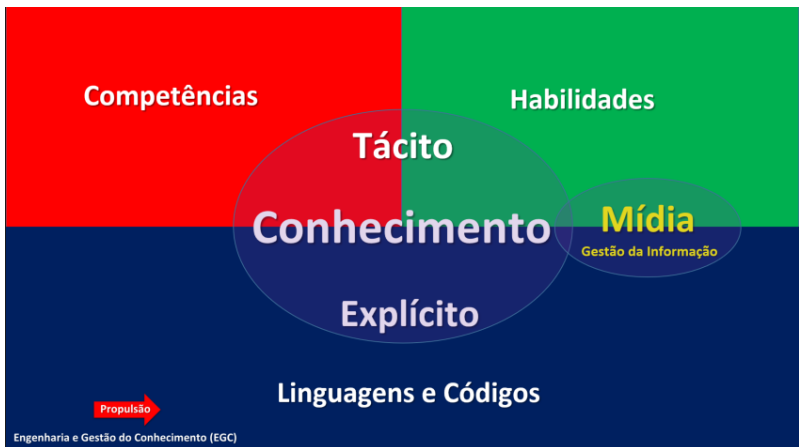 Competências
Habilidades
Tácito
Conhecimento
Mídia
Gestão da Informação
Explícito
Linguagens e Códigos
Propulsão
Engenharia e Gestão do Conhecimento (EGC)